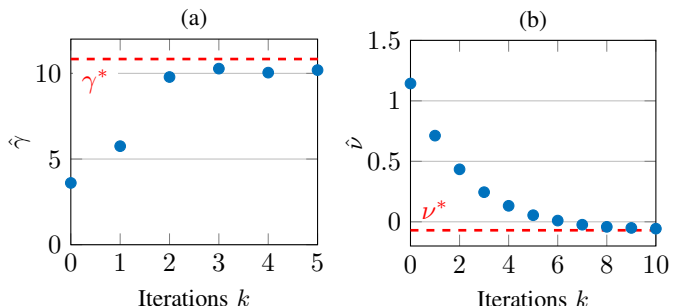 (a)
10
5
0
γ̂
γ*
0 1 2 3 4 5
Iterations k
(b)
1.5
1
0.5
0
ν̂
ν*
0 2 4 6 8 10
Iterations k